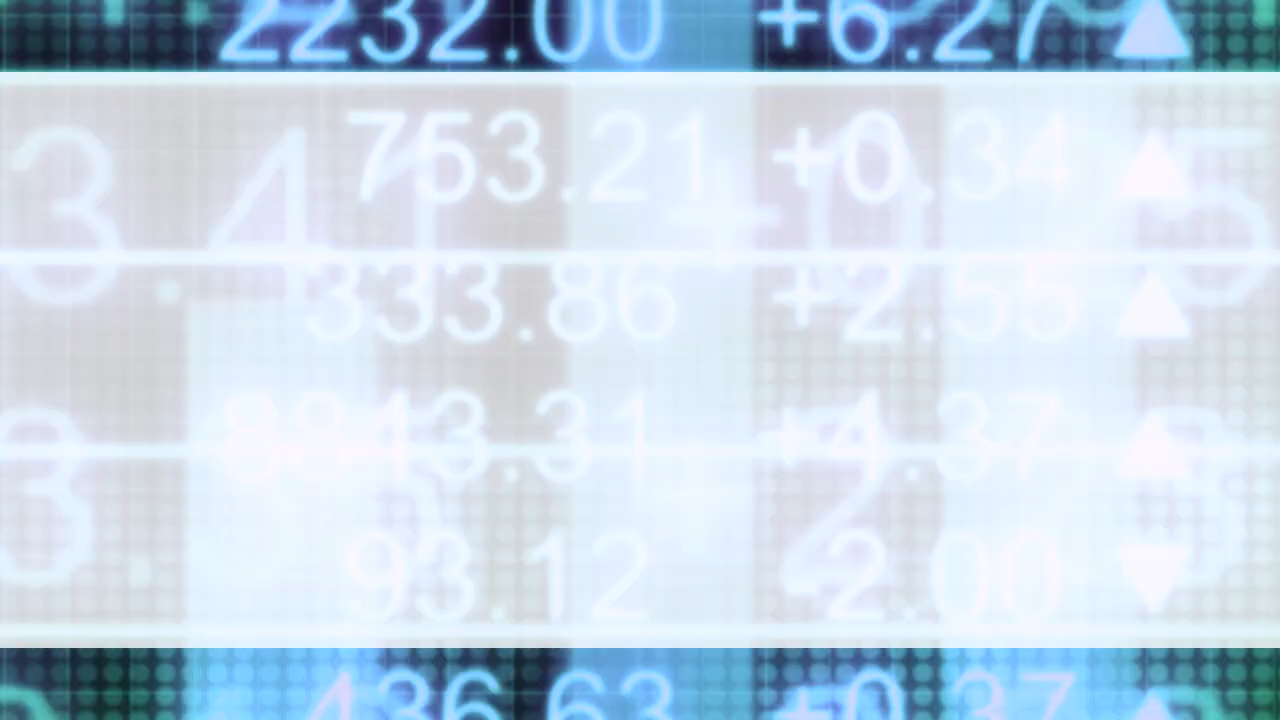 2232.00 +6.27 ▲
753.21 +0.34 ▲
333.86 +2.55 ▲
8843.31 +4.37 ▲
93.12 2.00 ▼
436.63 +0.37 ▲